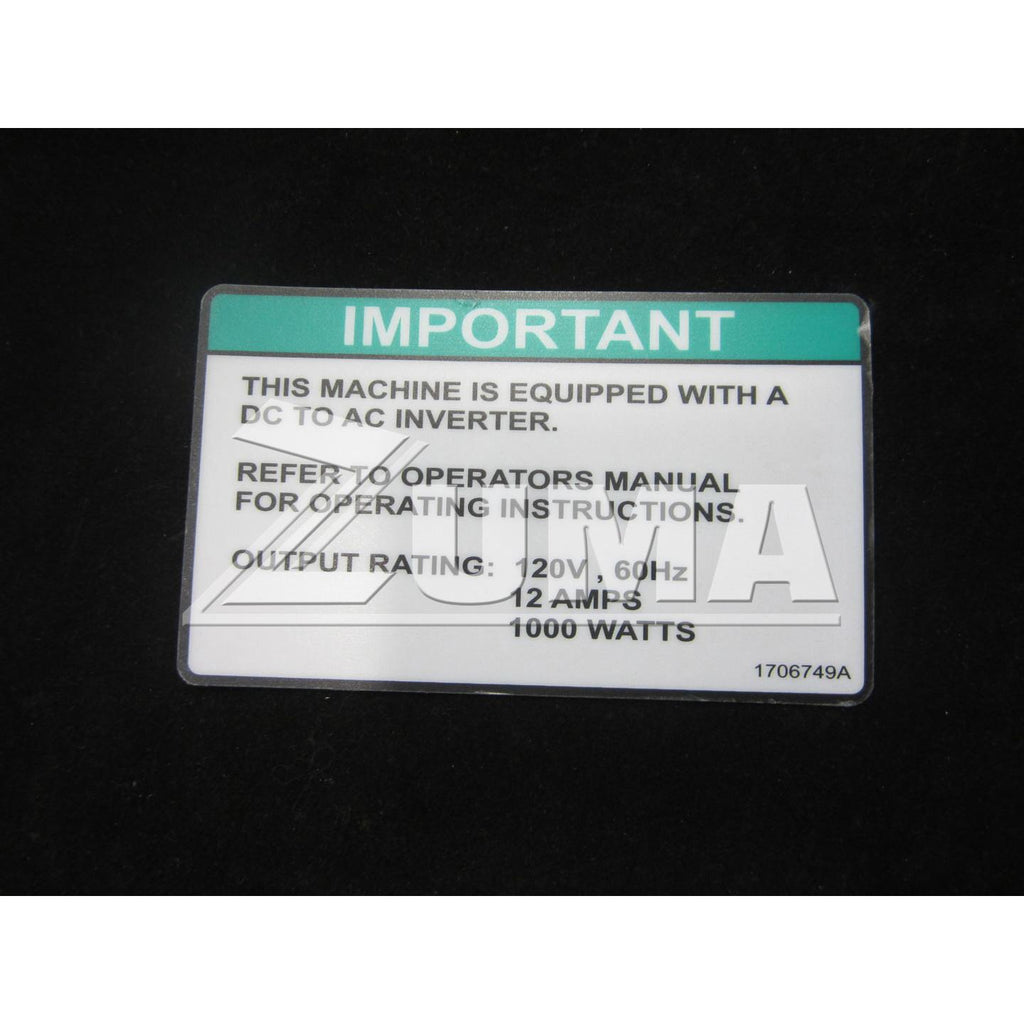 IMPORTANT
THIS MACHINE IS EQUIPPED WITH A
DC TO AC INVERTER.
REFER TO OPERATORS MANUAL
FOR OPERATING INSTRUCTIONS.
OUTPUT RATING: 120V , 60Hz
12 AMPS
1000 WATTS
1706749A
ZUMA